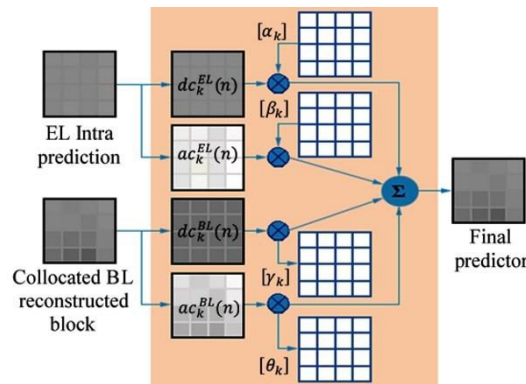 [α_k]
dc_k^{EL}(n)
EL Intra
prediction
[β_k]
ac_k^{EL}(n)
Σ
dc_k^{BL}(n)
Final
predictor
Collocated BL
reconstructed
block
[γ_k]
ac_k^{BL}(n)
[θ_k]